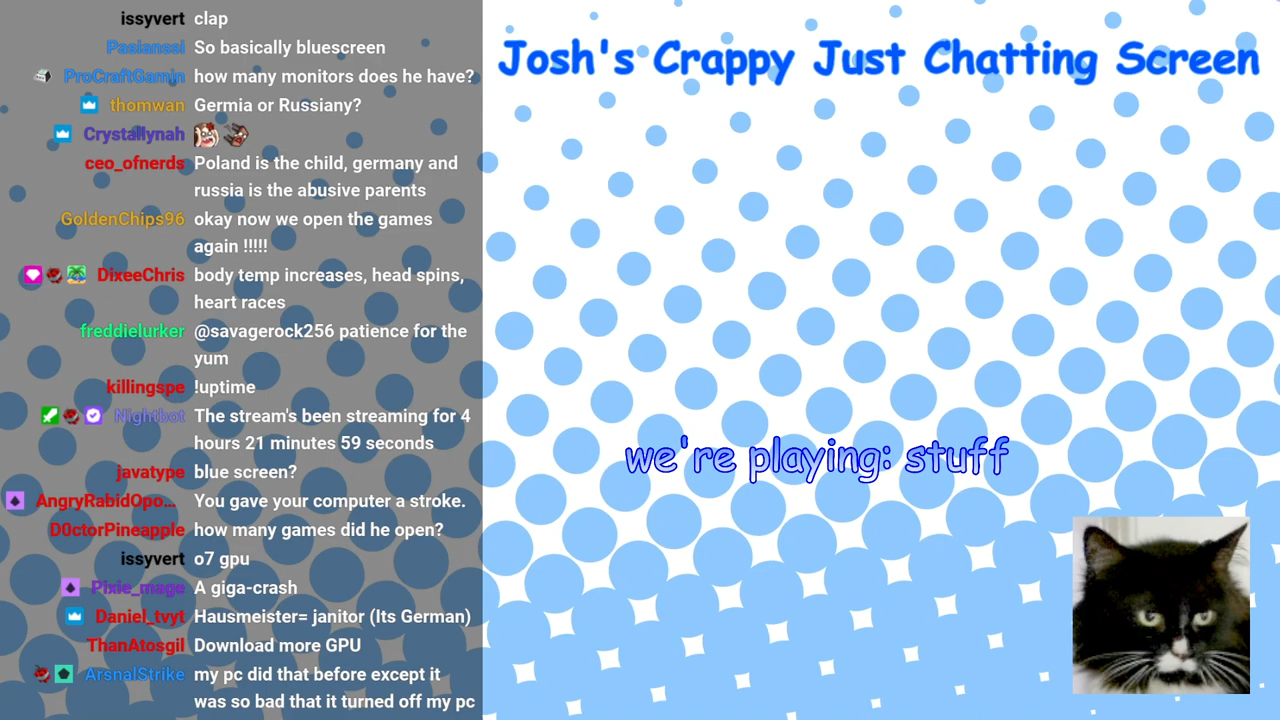 issyvert clap
Pasianssi So basically bluescreen
ProCraftGamin how many monitors does he have?
thomwan Germia or Russiany?
Crystallynah
ceo_ofnerds Poland is the child, germany and
russia is the abusive parents
GoldenChips96 okay now we open the games
again !!!!!
DixeeChris body temp increases, head spins,
heart races
freddielurker @savagerock256 patience for the
yum
killingspe !uptime
Nightbot The stream's been streaming for 4
hours 21 minutes 59 seconds
javatype blue screen?
AngryRabidOpo... You gave your computer a stroke.
D0ctorPineapple how many games did he open?
issyvert o7 gpu
Pixie_mage A giga-crash
Daniel_tvyt Hausmeister= janitor (Its German)
ThanAtosgil Download more GPU
ArsnalStrike my pc did that before except it
was so bad that it turned off my pc
Josh's Crappy Just Chatting Screen
we're playing: stuff